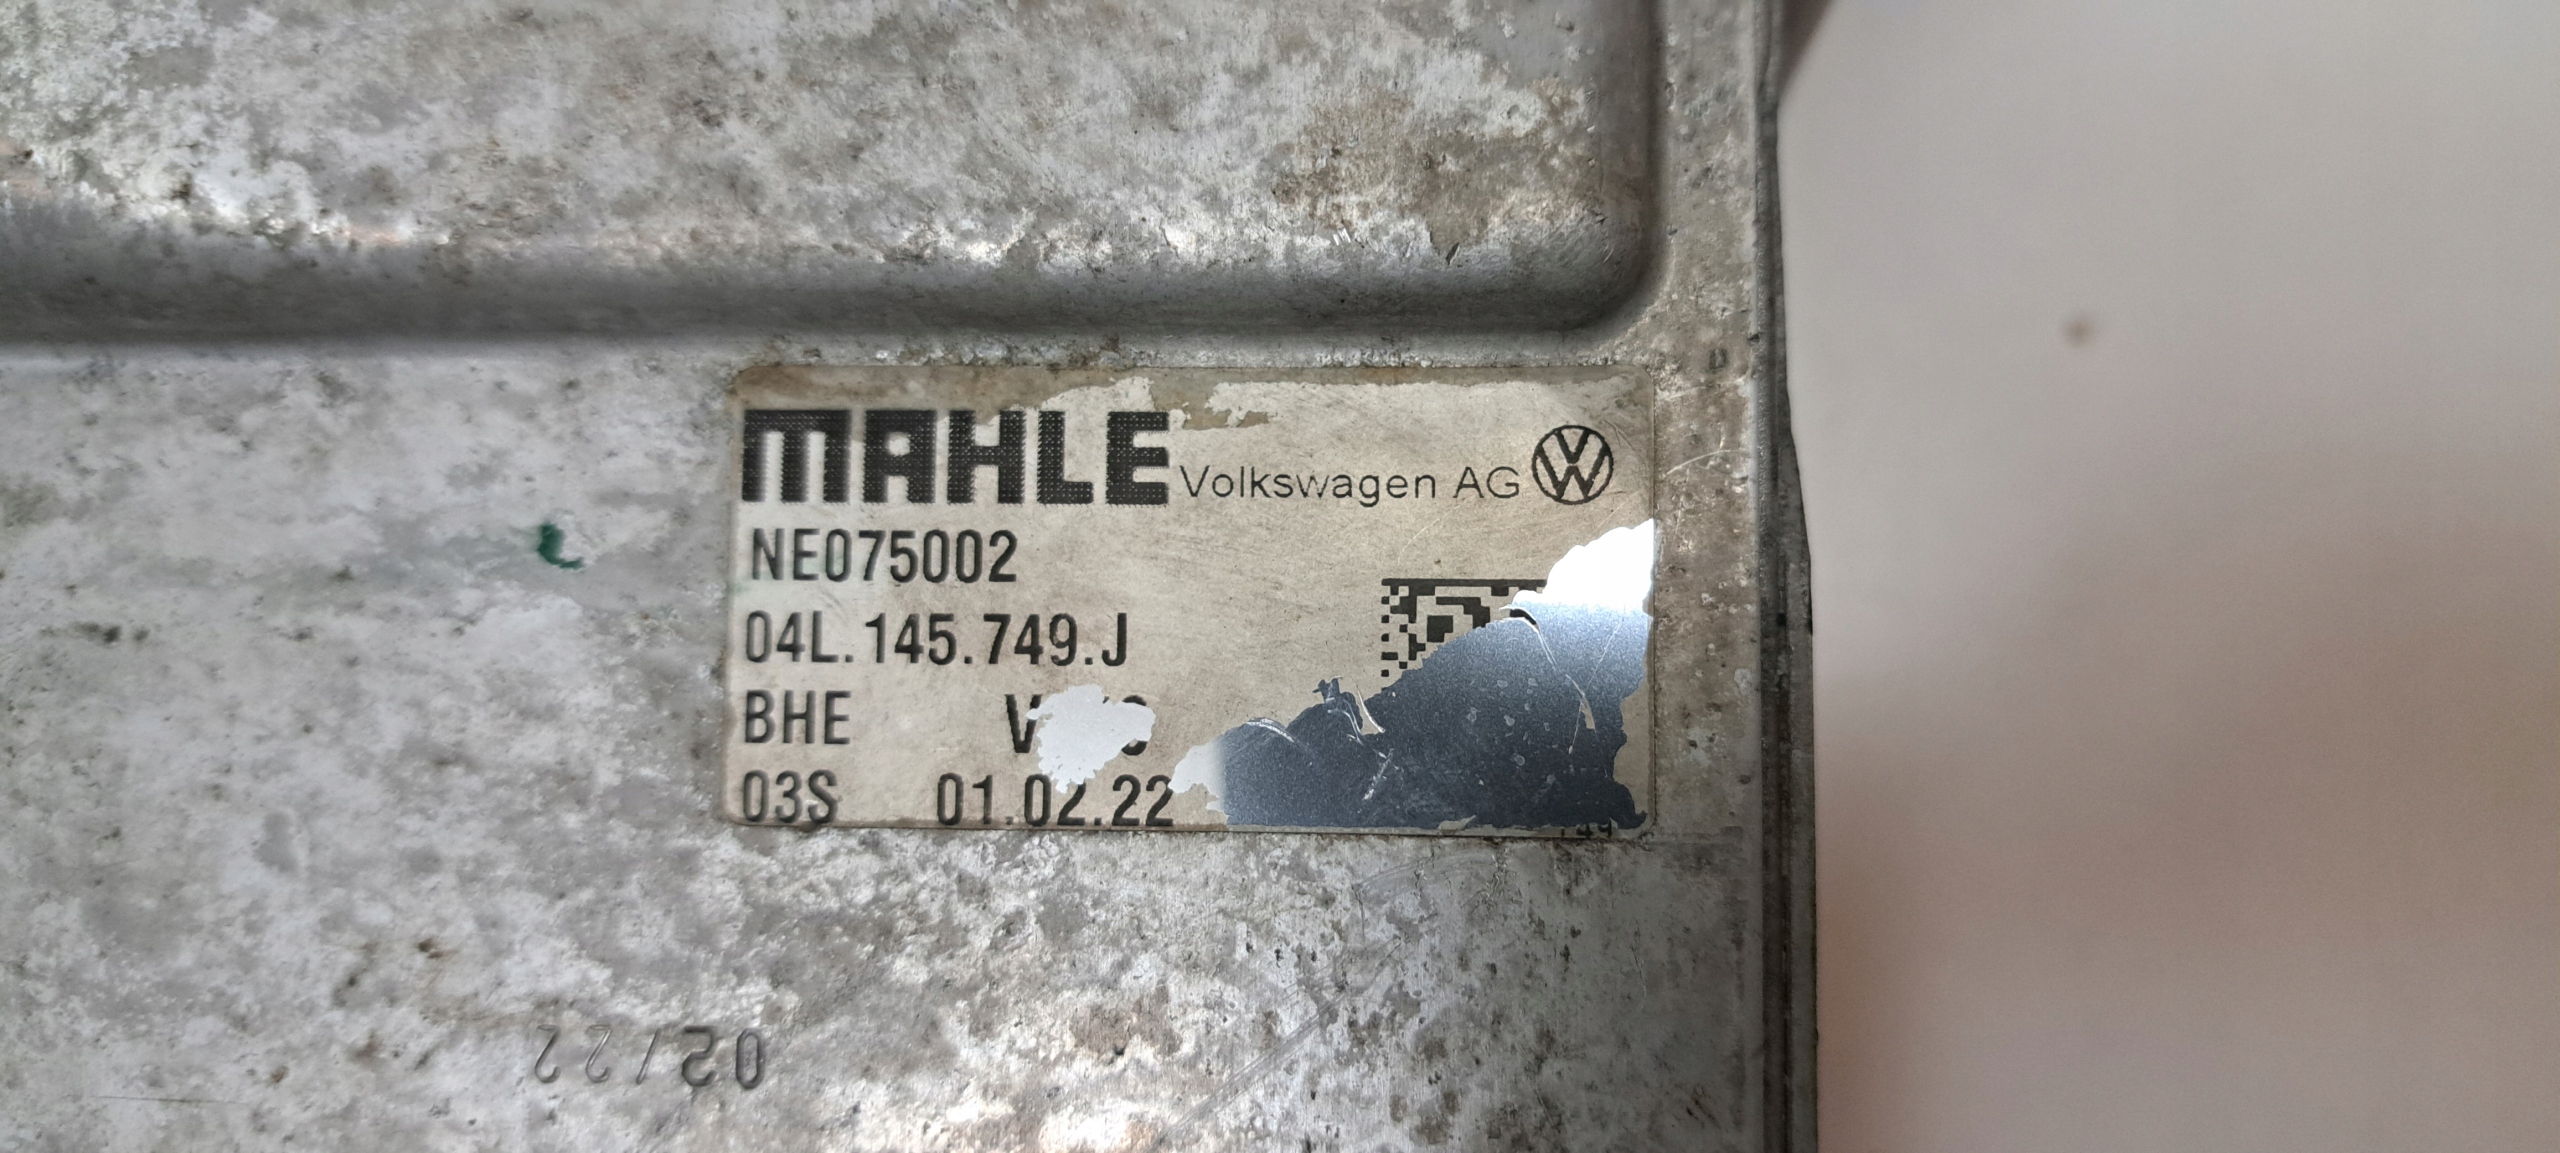 MAHLE Volkswagen AG
NE075002
04L.145.749.J
BHE
03S 01.02.22
02/22